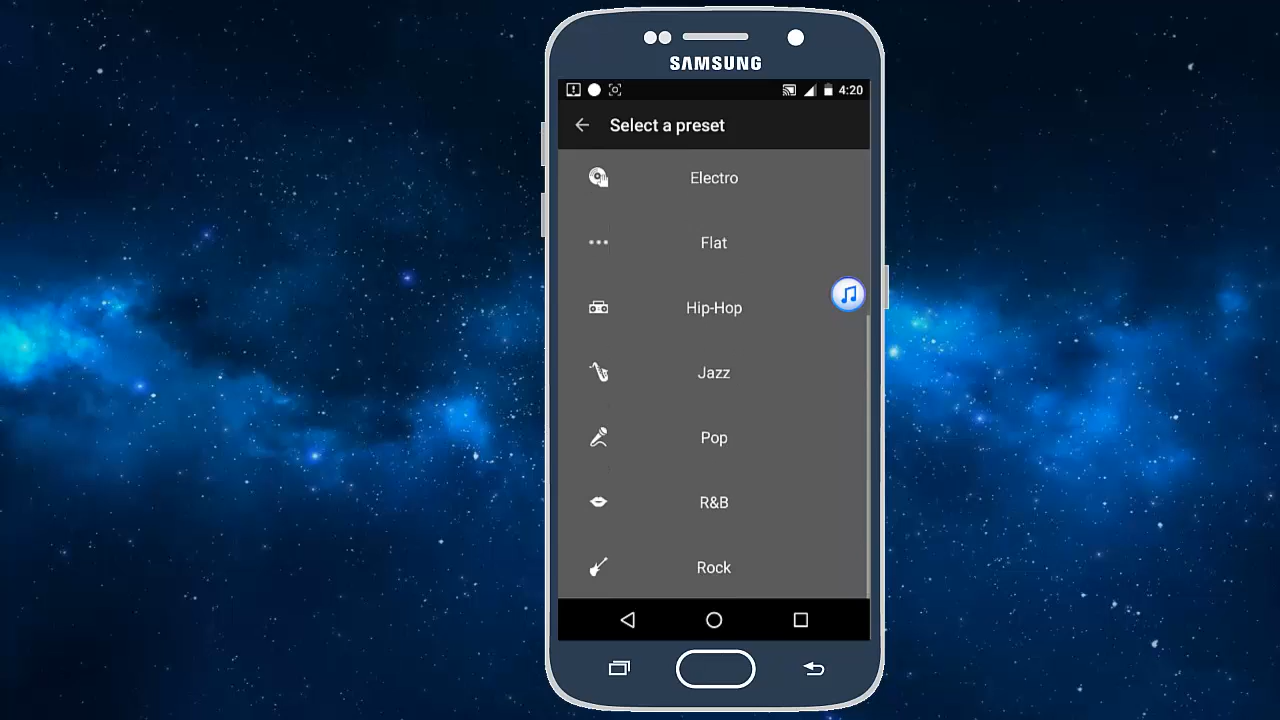 SAMSUNG
4:20
Select a preset
Electro
Flat
Hip-Hop
Jazz
Pop
R&B
Rock